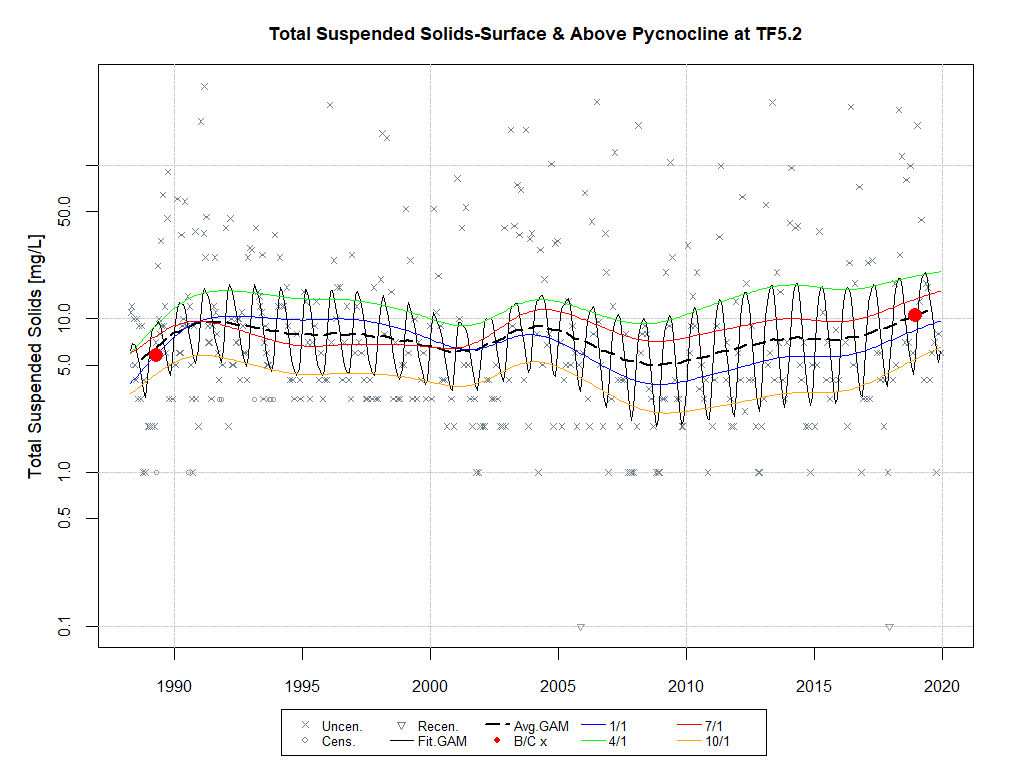 Total Suspended Solids-Surface & Above Pycnocline at TF5.2
Total Suspended Solids [mg/L]
50.0
10.0
5.0
1.0
0.5
0.1
1990 1995 2000 2005 2010 2015 2020
Uncen. Recen. Avg.GAM 1/1 7/1
Cens. Fit.GAM B/C x 4/1 10/1